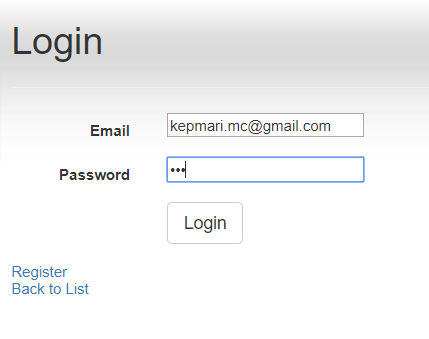 Login
Email kepmari.mc@gmail.com
Password •••
Login
Register
Back to List